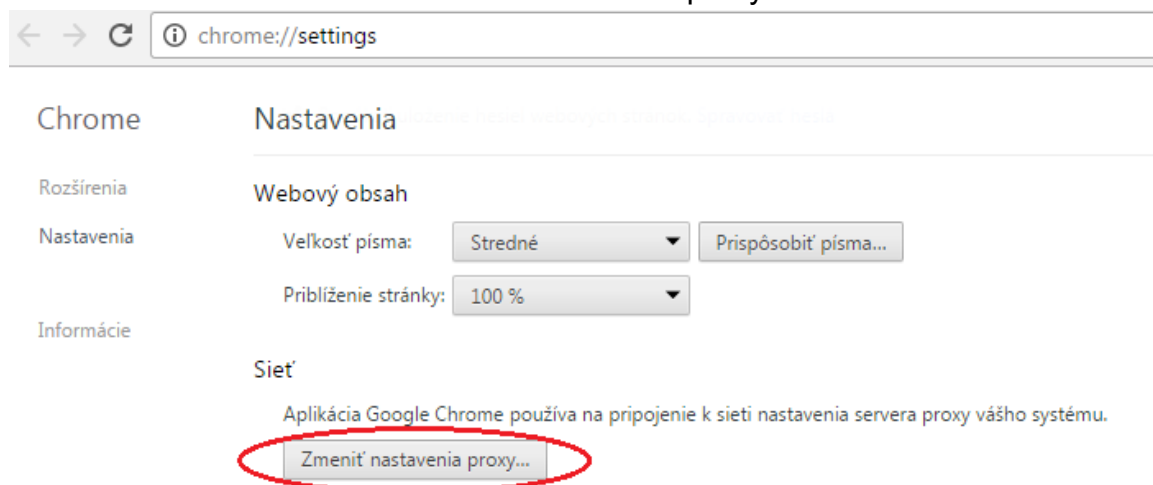 chrome://settings
Chrome
Nastavenia
Rozšírenia
Webový obsah
Nastavenia
Veľkosť písma: Stredné Prispôsobiť písma...
Priblíženie stránky: 100 %
Informácie
Sieť
Aplikácia Google Chrome používa na pripojenie k sieti nastavenia servera proxy vášho systému.
Zmeniť nastavenia proxy...